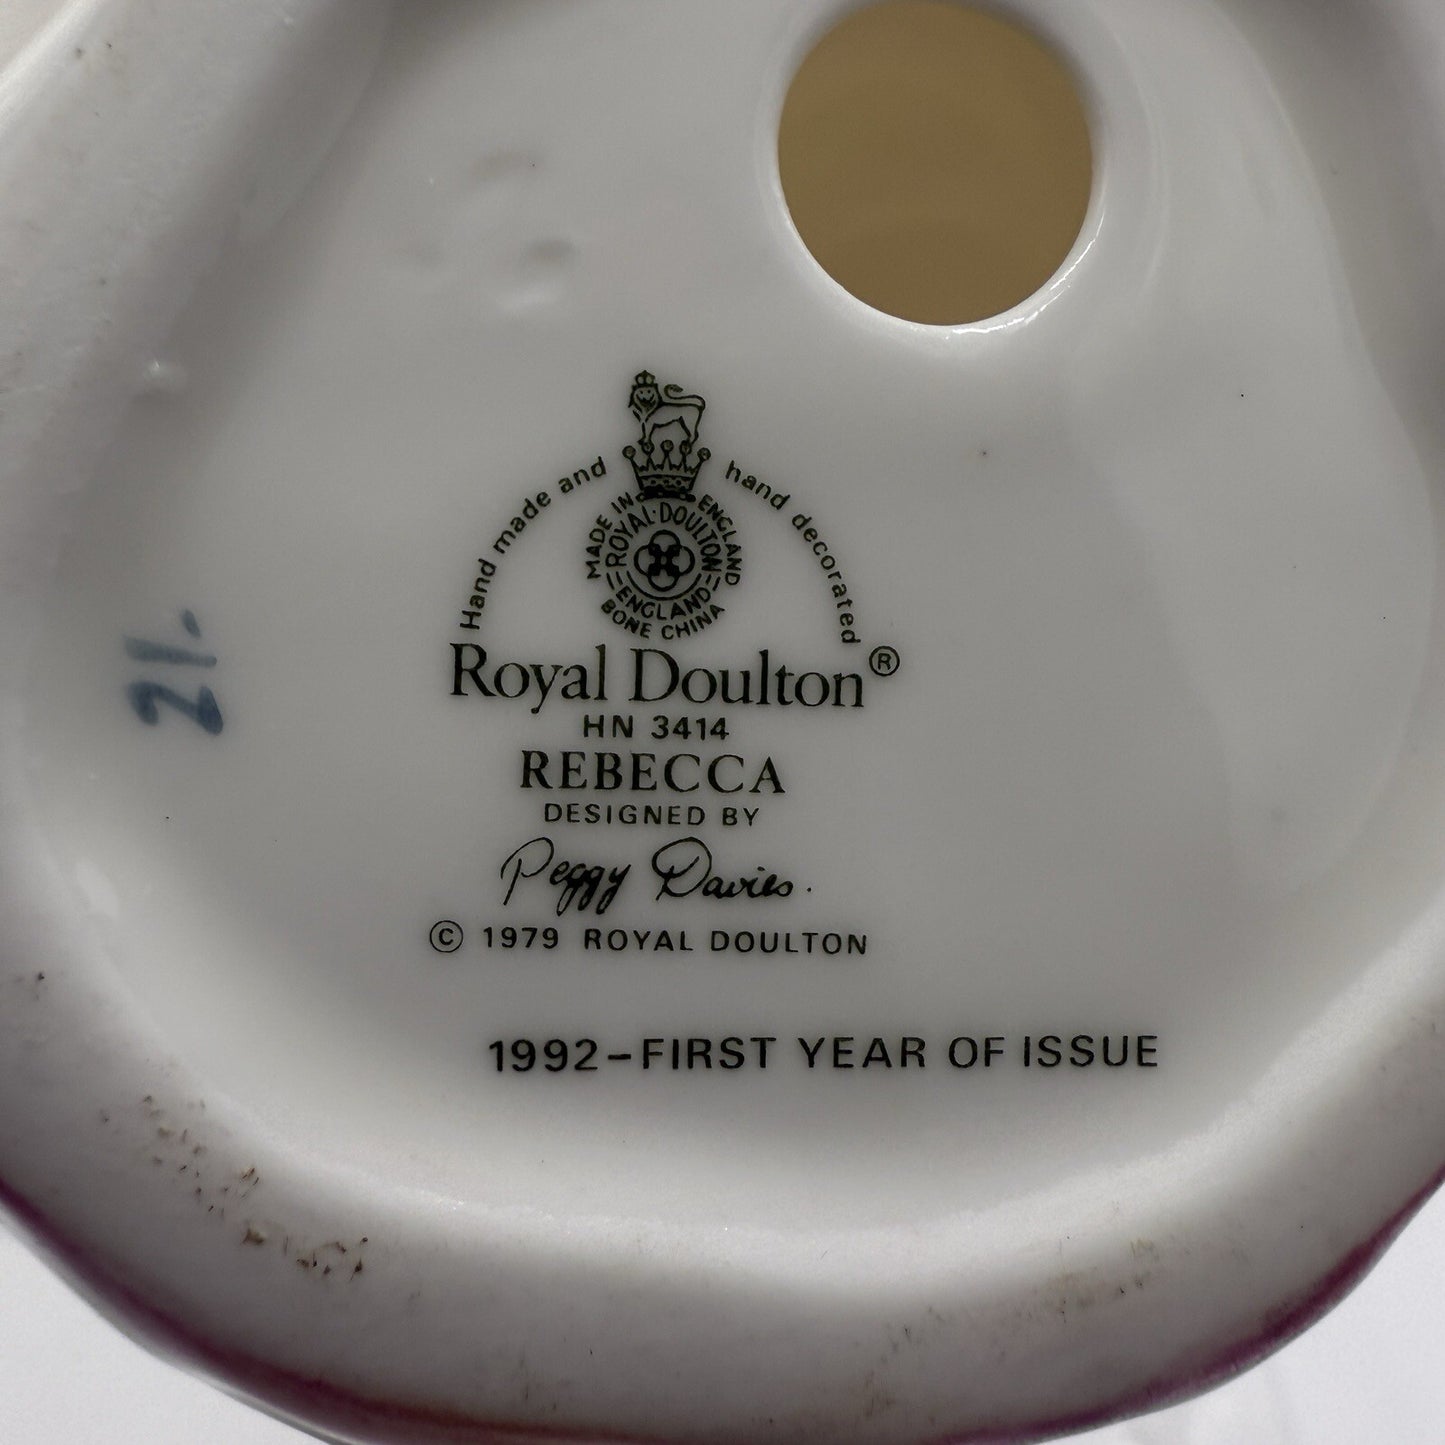 Hand made and hand decorated
MADE IN ENGLAND
ROYAL·DOULTON
ENGLAND
BONE CHINA
Royal Doulton®
HN 3414
REBECCA
DESIGNED BY
Peggy Davies.
© 1979 ROYAL DOULTON
1992–FIRST YEAR OF ISSUE
21.